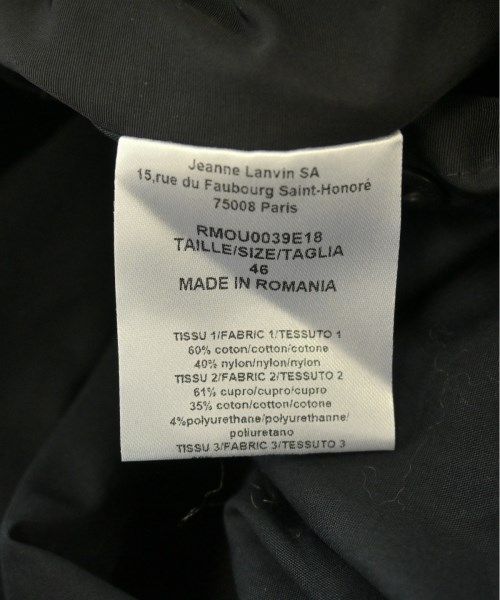 Jeanne Lanvin SA
15,rue du Faubourg Saint-Honoré
75008 Paris
RMOU0039E18
TAILLE/SIZE/TAGLIA
46
MADE IN ROMANIA
TISSU 1/FABRIC 1/TESSUTO 1
60% coton/cotton/cotone
40% nylon/nylon/nylon
TISSU 2/FABRIC 2/TESSUTO 2
61% cupro/cupro/cupro
35% coton/cotton/cotone
4%polyurethane/polyurethanne/
poliuretano
TISSU 3/FABRIC 3/TESSUTO 3